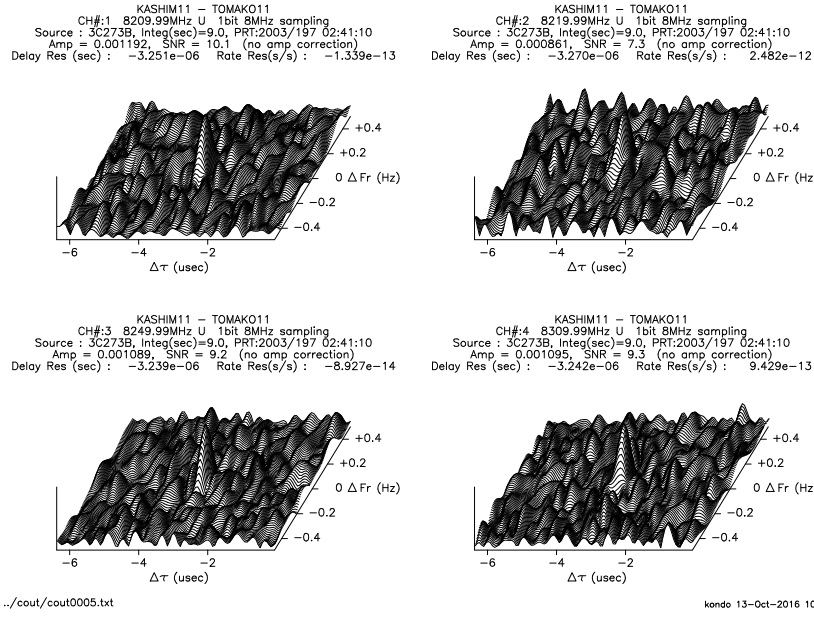 KASHIM11 − TOMAKO11
CH#:1 8209.99MHz U 1bit 8MHz sampling
Source : 3C273B, Integ(sec)=9.0, PRT:2003/197 02:41:10
Amp = 0.001192, SNR = 10.1 (no amp correction)
Delay Res (sec) : −3.251e−06 Rate Res(s/s) : −1.339e−13
+0.4
+0.2
0 Δ Fr (Hz)
−0.2
−0.4
−6 −4 −2
Δτ (usec)
KASHIM11 − TOMAKO11
CH#:2 8219.99MHz U 1bit 8MHz sampling
Source : 3C273B, Integ(sec)=9.0, PRT:2003/197 02:41:10
Amp = 0.000861, SNR = 7.3 (no amp correction)
Delay Res (sec) : −3.270e−06 Rate Res(s/s) : 2.482e−12
+0.4
+0.2
0 Δ Fr (Hz
−0.2
−0.4
−6 −4 −2
Δτ (usec)
KASHIM11 − TOMAKO11
CH#:3 8249.99MHz U 1bit 8MHz sampling
Source : 3C273B, Integ(sec)=9.0, PRT:2003/197 02:41:10
Amp = 0.001089, SNR = 9.2 (no amp correction)
Delay Res (sec) : −3.239e−06 Rate Res(s/s) : −8.927e−14
+0.4
+0.2
0 Δ Fr (Hz)
−0.2
−0.4
−6 −4 −2
Δτ (usec)
KASHIM11 − TOMAKO11
CH#:4 8309.99MHz U 1bit 8MHz sampling
Source : 3C273B, Integ(sec)=9.0, PRT:2003/197 02:41:10
Amp = 0.001095, SNR = 9.3 (no amp correction)
Delay Res (sec) : −3.242e−06 Rate Res(s/s) : 9.429e−13
+0.4
+0.2
0 Δ Fr (Hz
−0.2
−0.4
−6 −4 −2
Δτ (usec)
../cout/cout0005.txt
kondo 13−Oct−2016